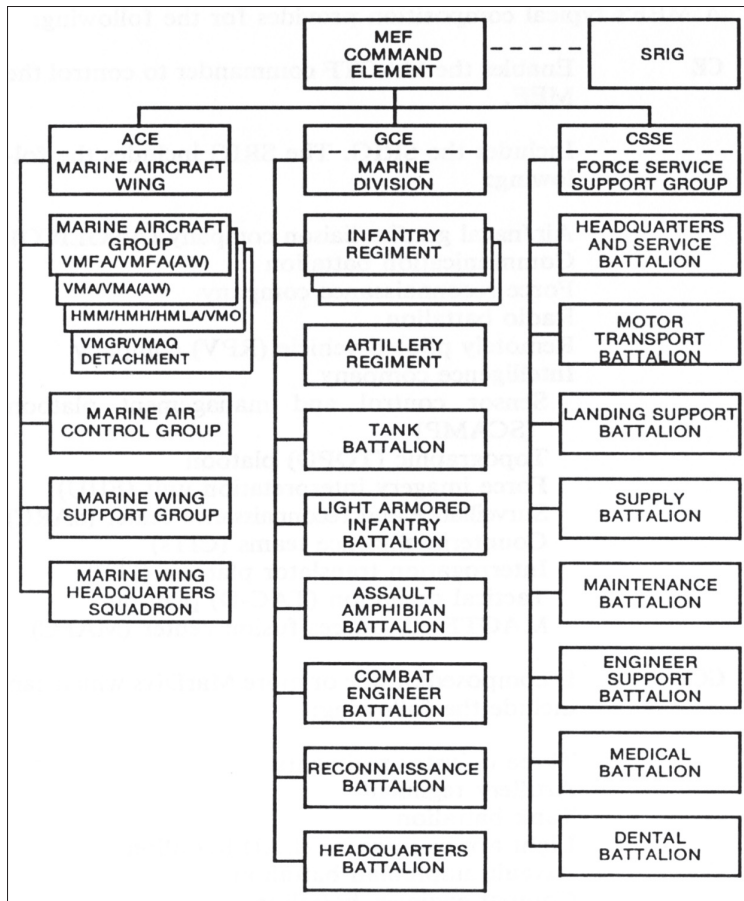 MEF
COMMAND
ELEMENT
SRIG
ACE
MARINE AIRCRAFT
WING
MARINE AIRCRAFT
GROUP
VMFA/VMFA(AW)
VMA/VMA(AW)
HMM/HMH/HMLA/VMO
VMGR/VMAQ
DETACHMENT
MARINE AIR
CONTROL GROUP
MARINE WING
SUPPORT GROUP
MARINE WING
HEADQUARTERS
SQUADRON
GCE
MARINE
DIVISION
INFANTRY
REGIMENT
ARTILLERY
REGIMENT
TANK
BATTALION
LIGHT ARMORED
INFANTRY
BATTALION
ASSAULT
AMPHIBIAN
BATTALION
COMBAT
ENGINEER
BATTALION
RECONNAISSANCE
BATTALION
HEADQUARTERS
BATTALION
CSSE
FORCE SERVICE
SUPPORT GROUP
HEADQUARTERS
AND SERVICE
BATTALION
MOTOR
TRANSPORT
BATTALION
LANDING SUPPORT
BATTALION
SUPPLY
BATTALION
MAINTENANCE
BATTALION
ENGINEER
SUPPORT
BATTALION
MEDICAL
BATTALION
DENTAL
BATTALION